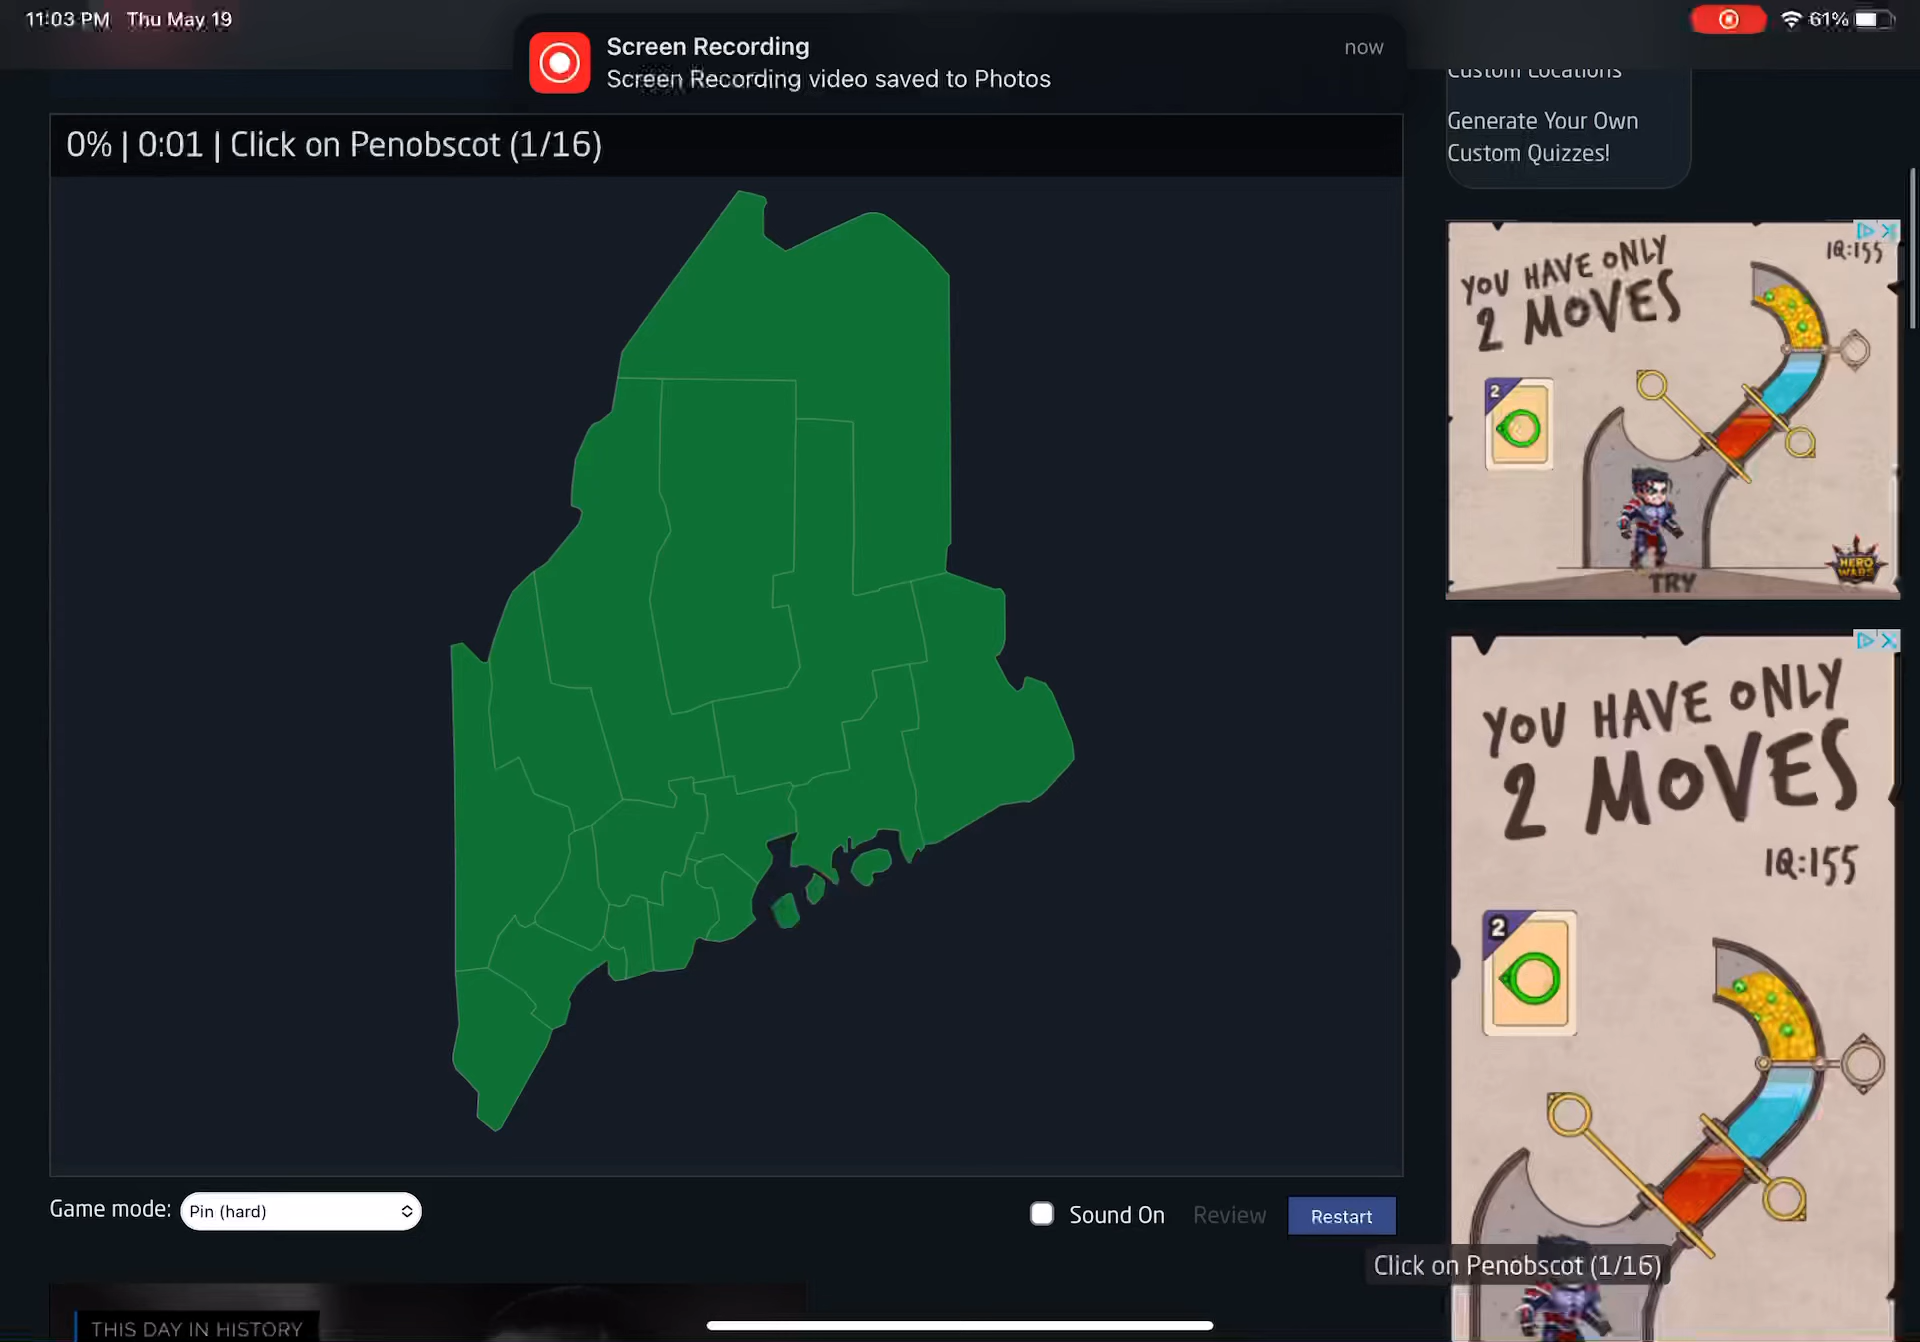 11:03 PM Thu May 19
Screen Recording
now
Screen Recording video saved to Photos
61%
Custom Locations
Generate Your Own
Custom Quizzes!
0% | 0:01 | Click on Penobscot (1/16)
YOU HAVE ONLY
2 MOVES
IQ:155
2
HERO
WARS
TRY
YOU HAVE ONLY
2 MOVES
IQ:155
2
Game mode: Pin (hard)
Sound On
Review
Restart
Click on Penobscot (1/16)
THIS DAY IN HISTORY